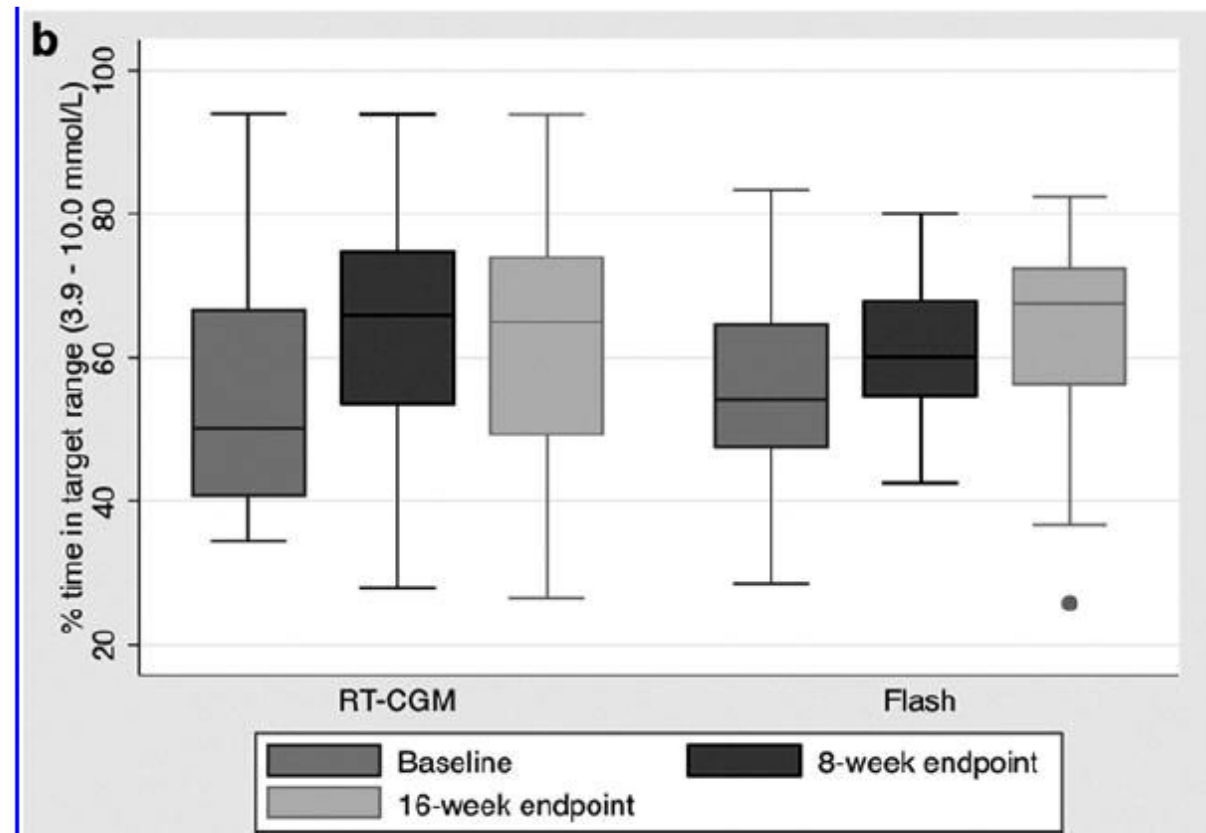 b
% time in target range (3.9 - 10.0 mmol/L)
100
80
60
40
20
RT-CGM
Flash
Baseline
8-week endpoint
16-week endpoint